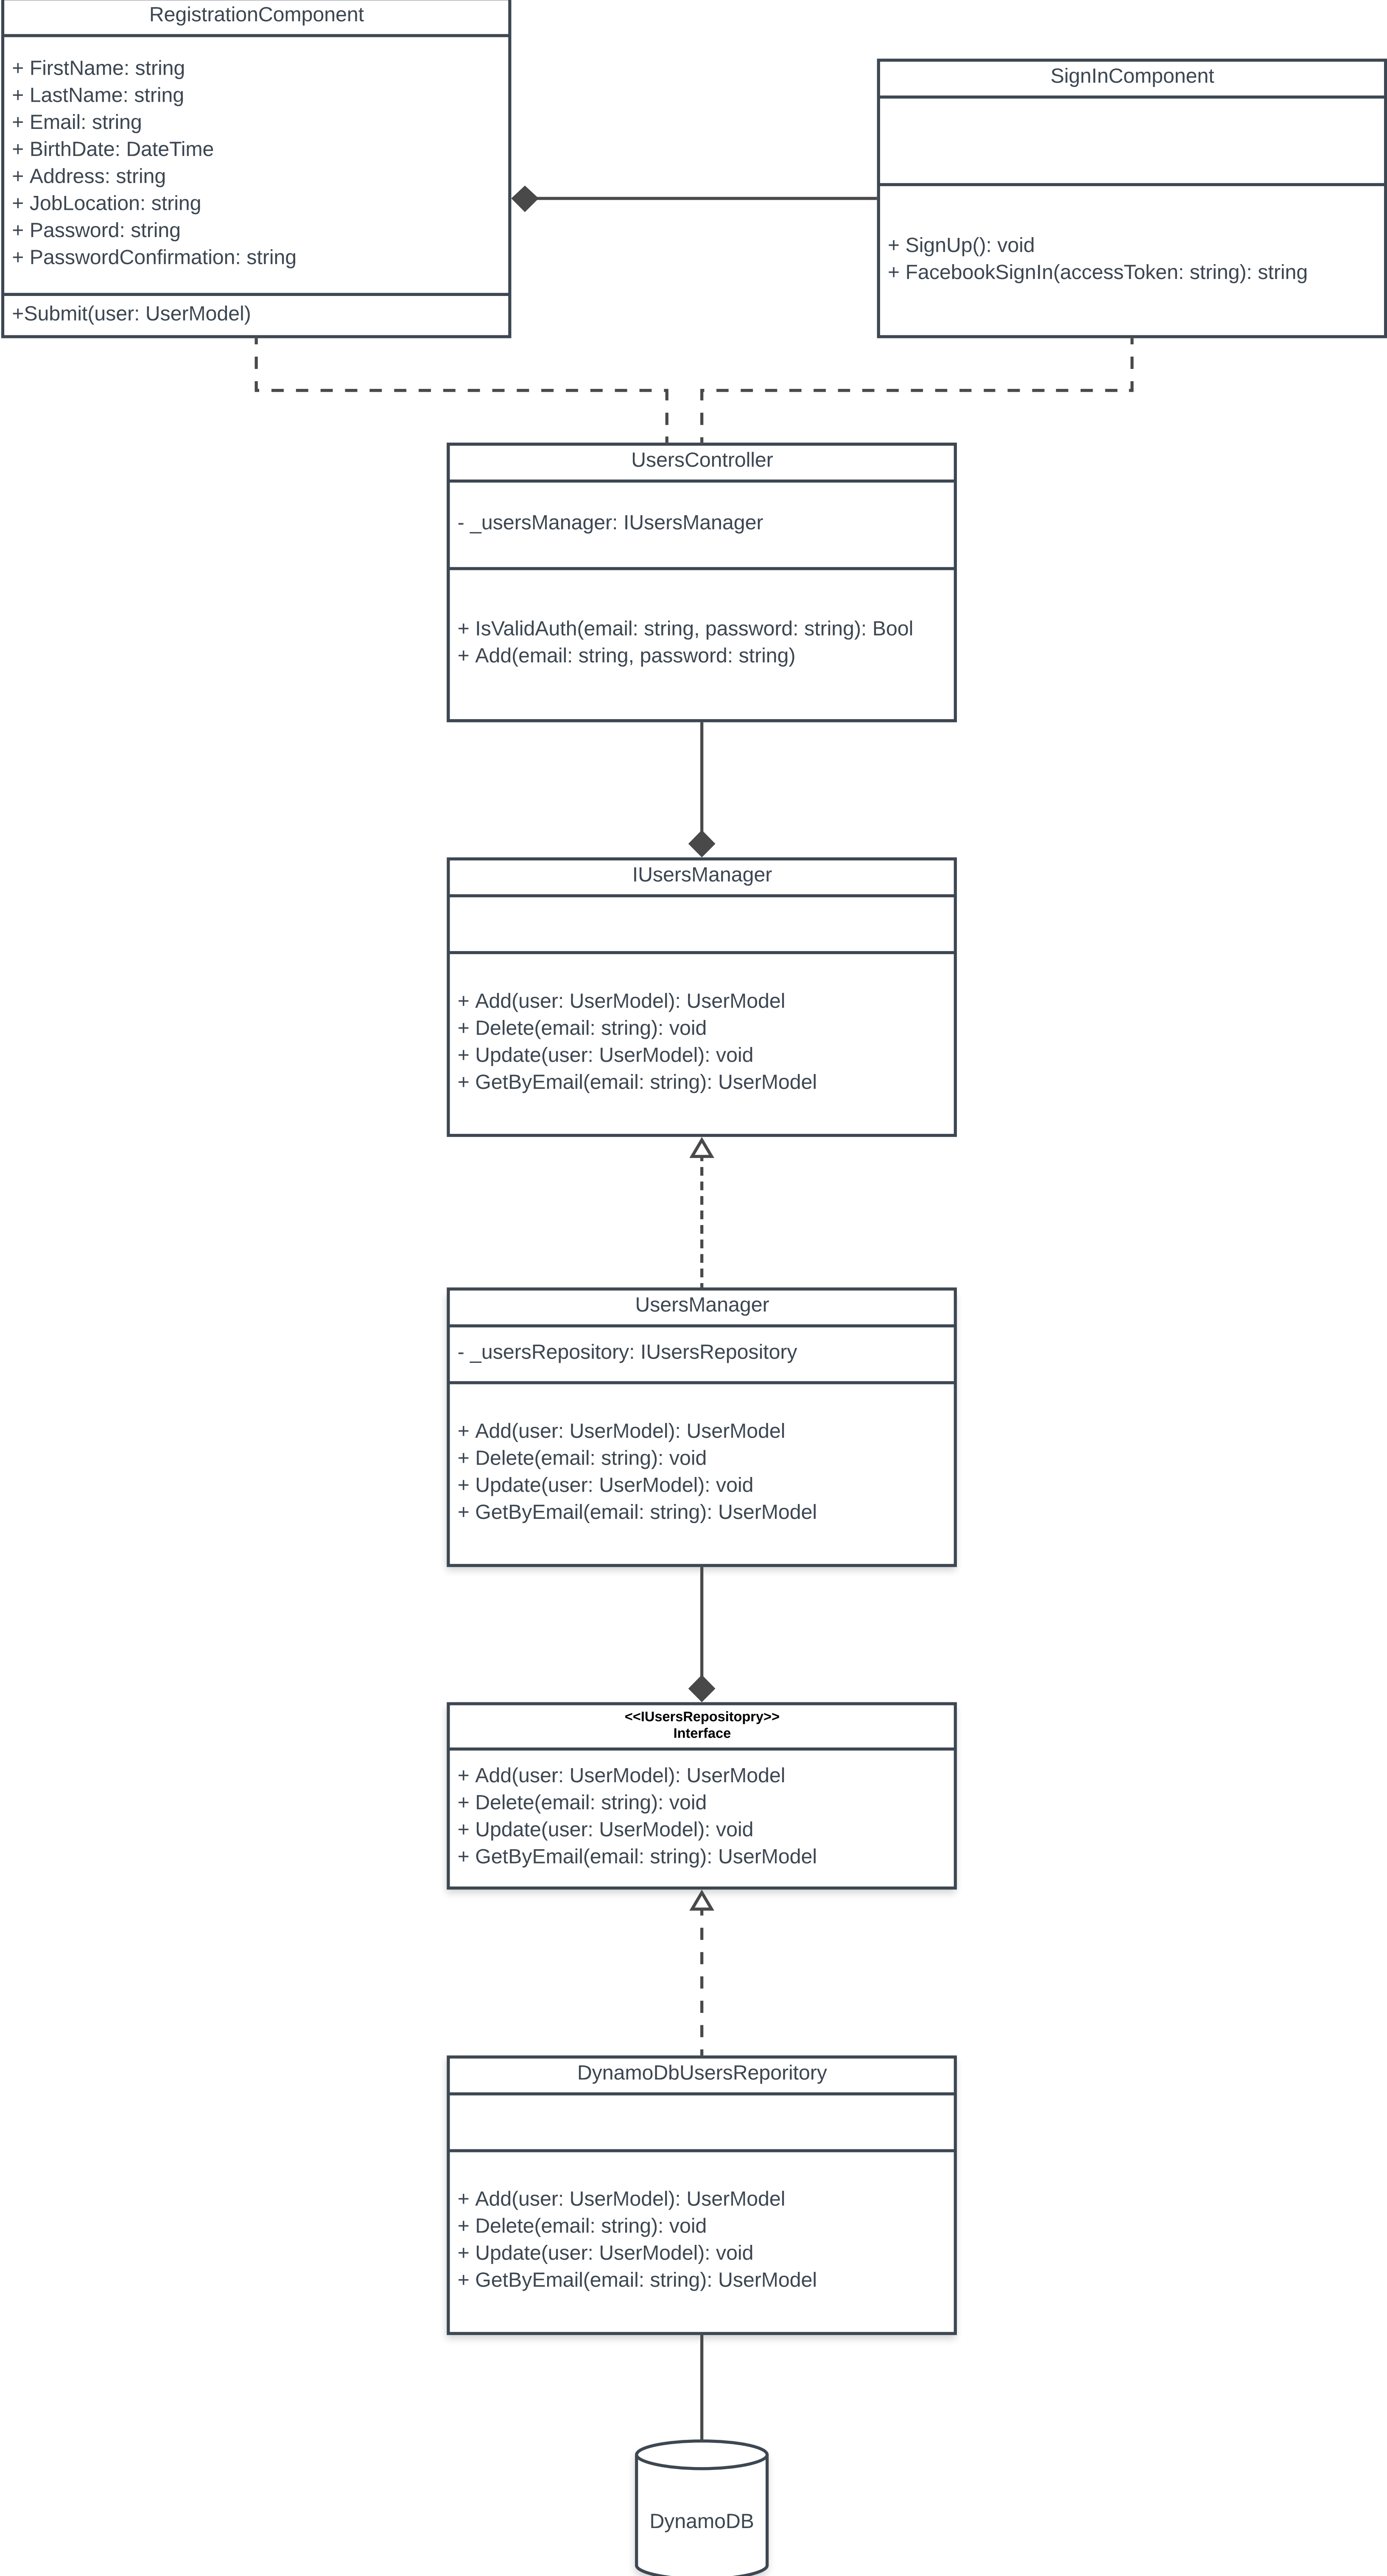 RegistrationComponent
+ FirstName: string
+ LastName: string
+ Email: string
+ BirthDate: DateTime
+ Address: string
+ JobLocation: string
+ Password: string
+ PasswordConfirmation: string
+Submit(user: UserModel)
SignInComponent
+ SignUp(): void
+ FacebookSignIn(accessToken: string): string
UsersController
- _usersManager: IUsersManager
+ IsValidAuth(email: string, password: string): Bool
+ Add(email: string, password: string)
IUsersManager
+ Add(user: UserModel): UserModel
+ Delete(email: string): void
+ Update(user: UserModel): void
+ GetByEmail(email: string): UserModel
UsersManager
- _usersRepository: IUsersRepository
+ Add(user: UserModel): UserModel
+ Delete(email: string): void
+ Update(user: UserModel): void
+ GetByEmail(email: string): UserModel
<<IUsersRepositopry>>
Interface
+ Add(user: UserModel): UserModel
+ Delete(email: string): void
+ Update(user: UserModel): void
+ GetByEmail(email: string): UserModel
DynamoDbUsersReporitory
+ Add(user: UserModel): UserModel
+ Delete(email: string): void
+ Update(user: UserModel): void
+ GetByEmail(email: string): UserModel
DynamoDB